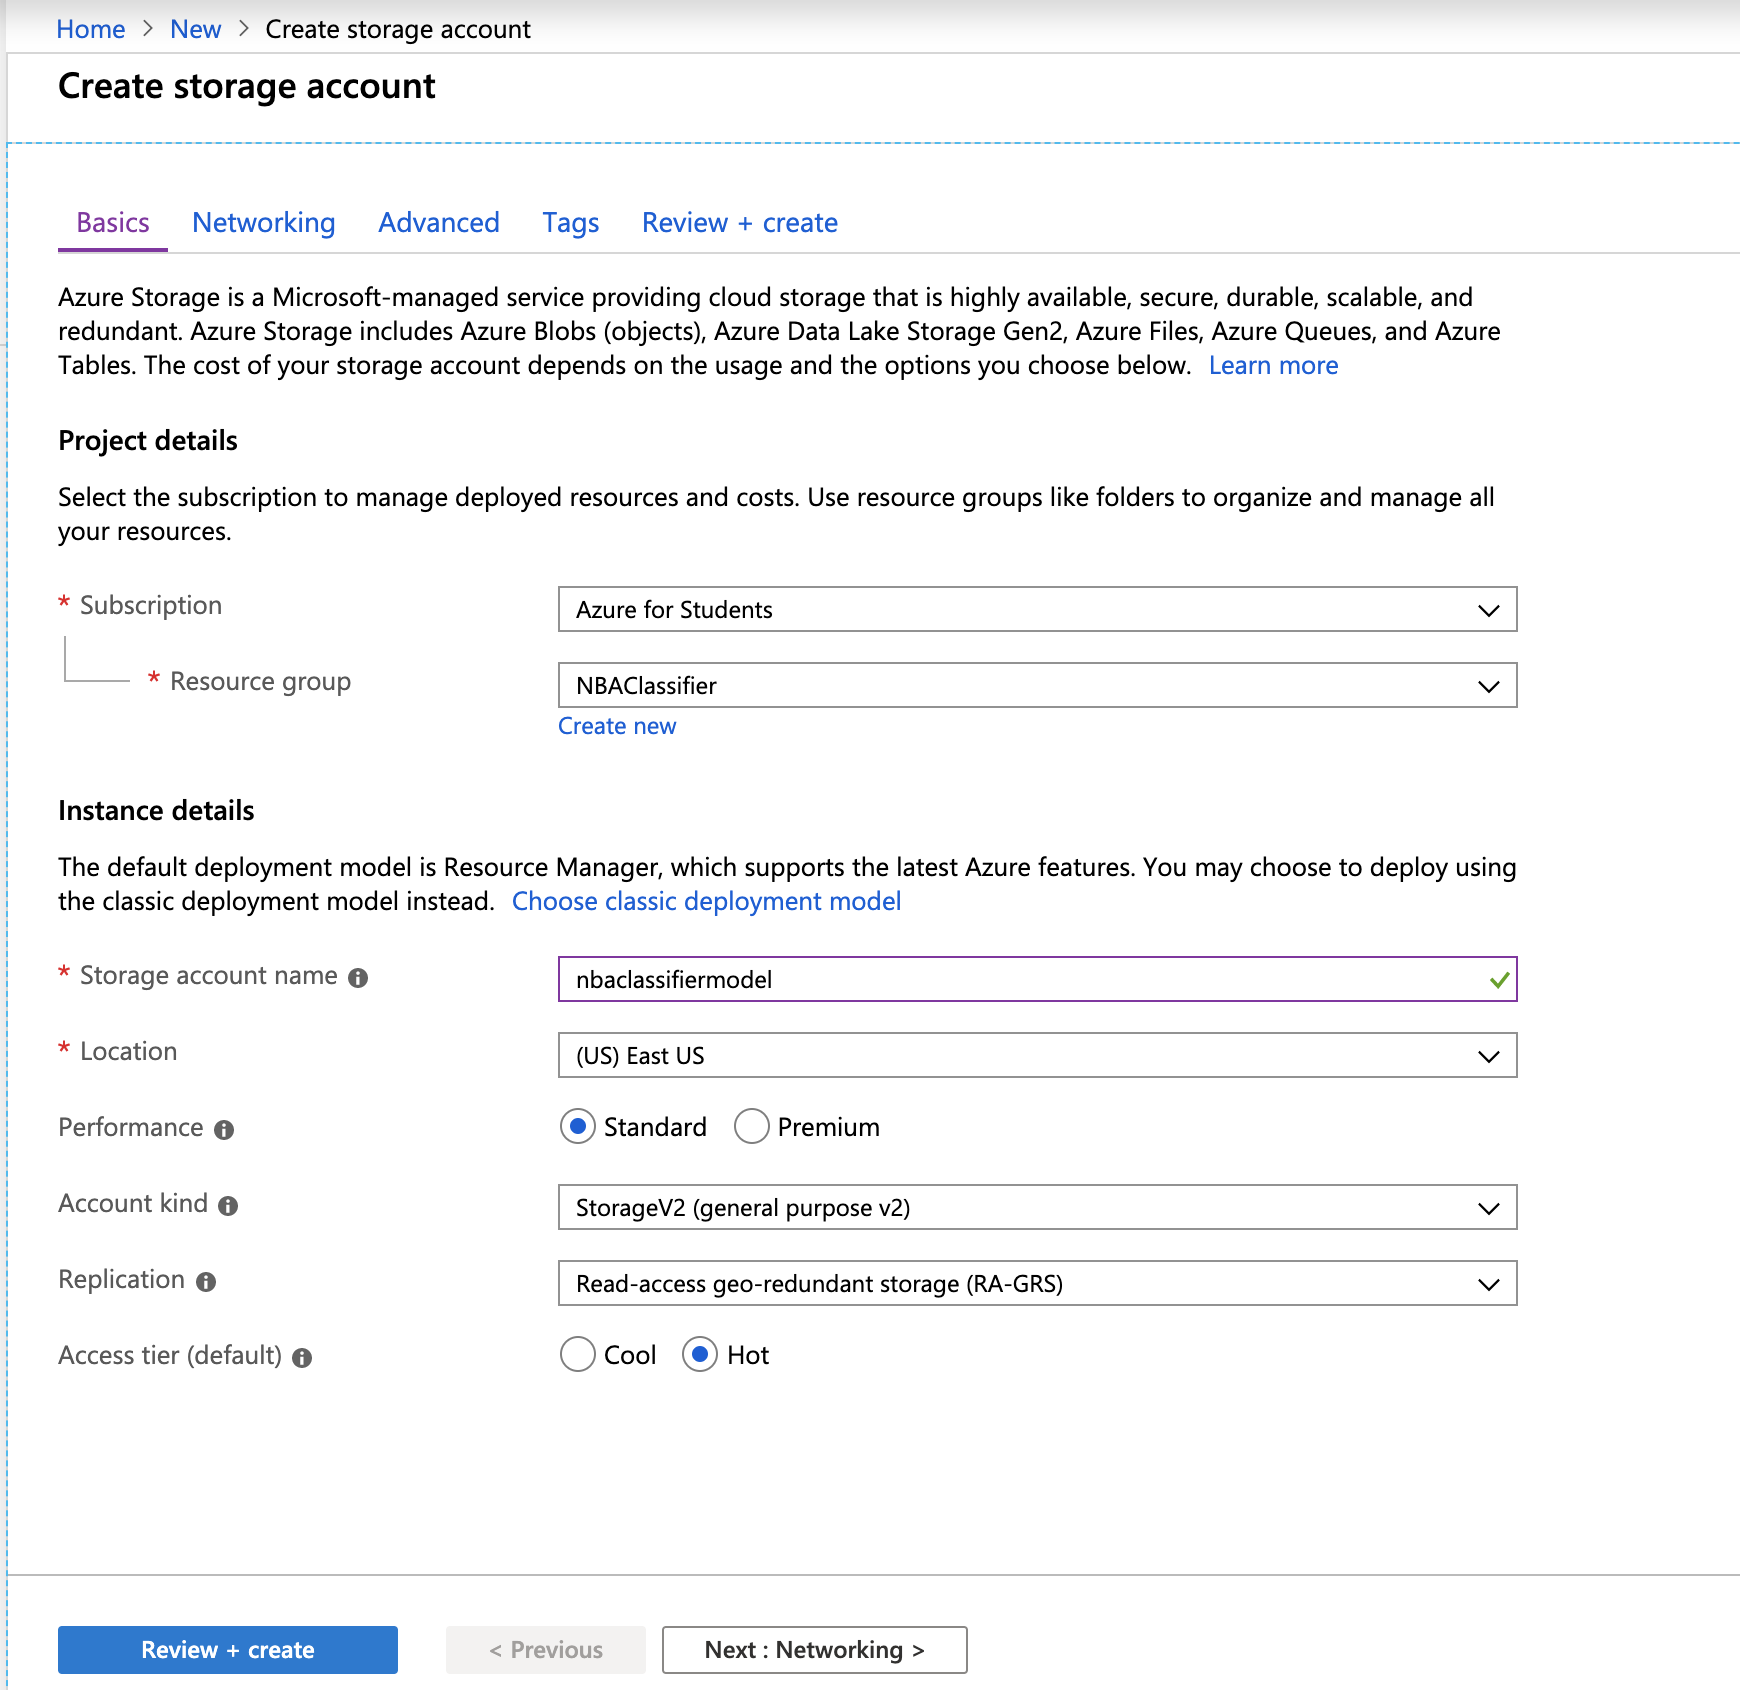 Home > New > Create storage account
Create storage account
Basics Networking Advanced Tags Review + create
Azure Storage is a Microsoft-managed service providing cloud storage that is highly available, secure, durable, scalable, and
redundant. Azure Storage includes Azure Blobs (objects), Azure Data Lake Storage Gen2, Azure Files, Azure Queues, and Azure
Tables. The cost of your storage account depends on the usage and the options you choose below. Learn more
Project details
Select the subscription to manage deployed resources and costs. Use resource groups like folders to organize and manage all
your resources.
* Subscription Azure for Students
* Resource group NBAClassifier
Create new
Instance details
The default deployment model is Resource Manager, which supports the latest Azure features. You may choose to deploy using
the classic deployment model instead. Choose classic deployment model
* Storage account name nbaclassifiermodel
* Location (US) East US
Performance Standard Premium
Account kind StorageV2 (general purpose v2)
Replication Read-access geo-redundant storage (RA-GRS)
Access tier (default) Cool Hot
Review + create < Previous Next : Networking >